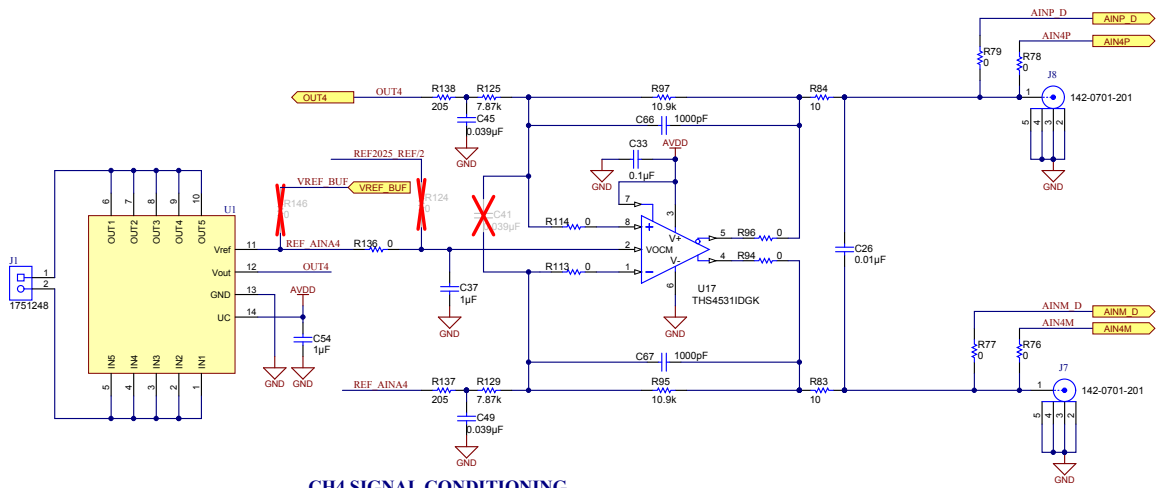 AINP_D
AINP_D
AIN4P
AIN4P
R79
0
R78
0
J8
1
142-0701-201
5
4
3
2
GND
OUT4
OUT4
R138
205
R125
7.87k
R97
10.9k
R84
10
C45
0.039µF
GND
C66
1000pF
REF2025_REF/2
C33
0.1µF
AVDD
GND
VREF_BUF
VREF_BUF
R146
0
R124
0
C41
0.039µF
6
7
8
9
10
U1
OUT1
OUT2
OUT3
OUT4
OUT5
7
3
R114
0
8
V+
5
R96
0
Vref
11
REF_AINA4
R136
0
2
VOCM
J1
1
2
1751248
Vout
12
OUT4
R113
0
1
V-
4
R94
0
C26
0.01µF
GND
13
AVDD
C37
1µF
6
U17
THS4531IDGK
UC
14
C54
1µF
GND
GND
GND
GND
AINM_D
AINM_D
AIN4M
AIN4M
IN5
IN4
IN3
IN2
IN1
5
4
3
2
1
R77
0
R76
0
C67
1000pF
J7
REF_AINA4
R137
205
R129
7.87k
R95
10.9k
R83
10
1
142-0701-201
C49
0.039µF
5
4
3
2
GND
GND
CH4 SIGNAL CONDITIONING